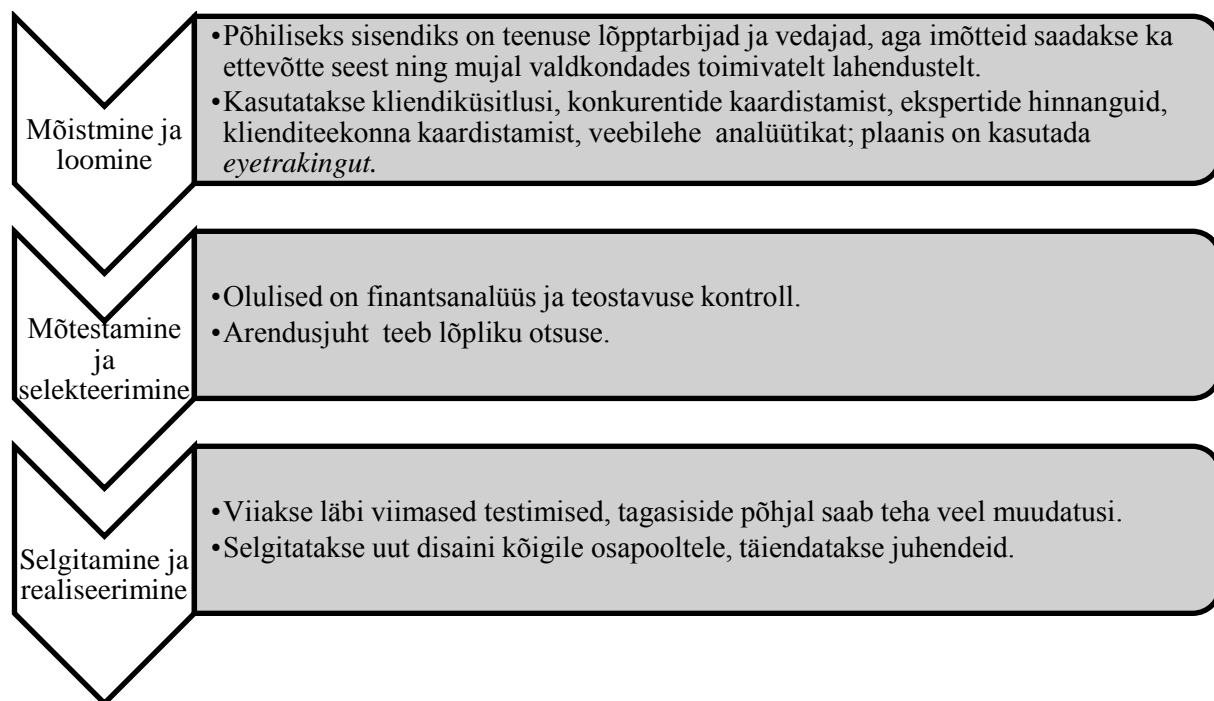 Mõistmine ja
loomine
•Põhiliseks sisendiks on teenuse lõpptarbijad ja vedajad, aga imõtteid saadakse ka
ettevõtte seest ning mujal valdkondades toimivatelt lahendustelt.
•Kasutatakse kliendiküsitlusi, konkurentide kaardistamist, ekspertide hinnanguid,
klienditeekonna kaardistamist, veebilehe analüütikat; plaanis on kasutada
eyetrakingut.
Mõtestamine
ja
selekteerimine
•Olulised on finantsanalüüs ja teostavuse kontroll.
•Arendusjuht teeb lõpliku otsuse.
Selgitamine ja
realiseerimine
•Viiakse läbi viimased testimised, tagasiside põhjal saab teha veel muudatusi.
•Selgitatakse uut disaini kõigile osapooltele, täiendatakse juhendeid.